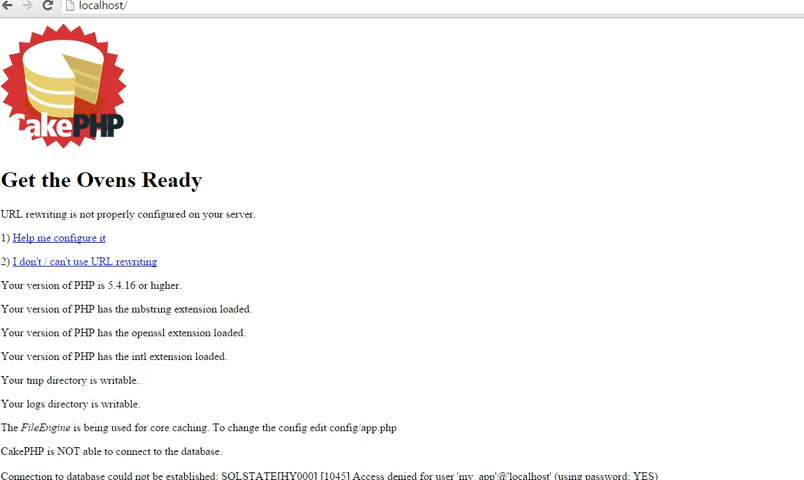 localhost/
CakePHP
Get the Ovens Ready
URL rewriting is not properly configured on your server.
1) Help me configure it
2) I don't / can't use URL rewriting
Your version of PHP is 5.4.16 or higher.
Your version of PHP has the mbstring extension loaded.
Your version of PHP has the openssl extension loaded.
Your version of PHP has the intl extension loaded.
Your tmp directory is writable.
Your logs directory is writable.
The FileEngine is being used for core caching. To change the config edit config/app.php
CakePHP is NOT able to connect to the database.
Connection to database could not be established: SQLSTATE[HY000] [1045] Access denied for user 'my_app'@'localhost' (using password: YES)